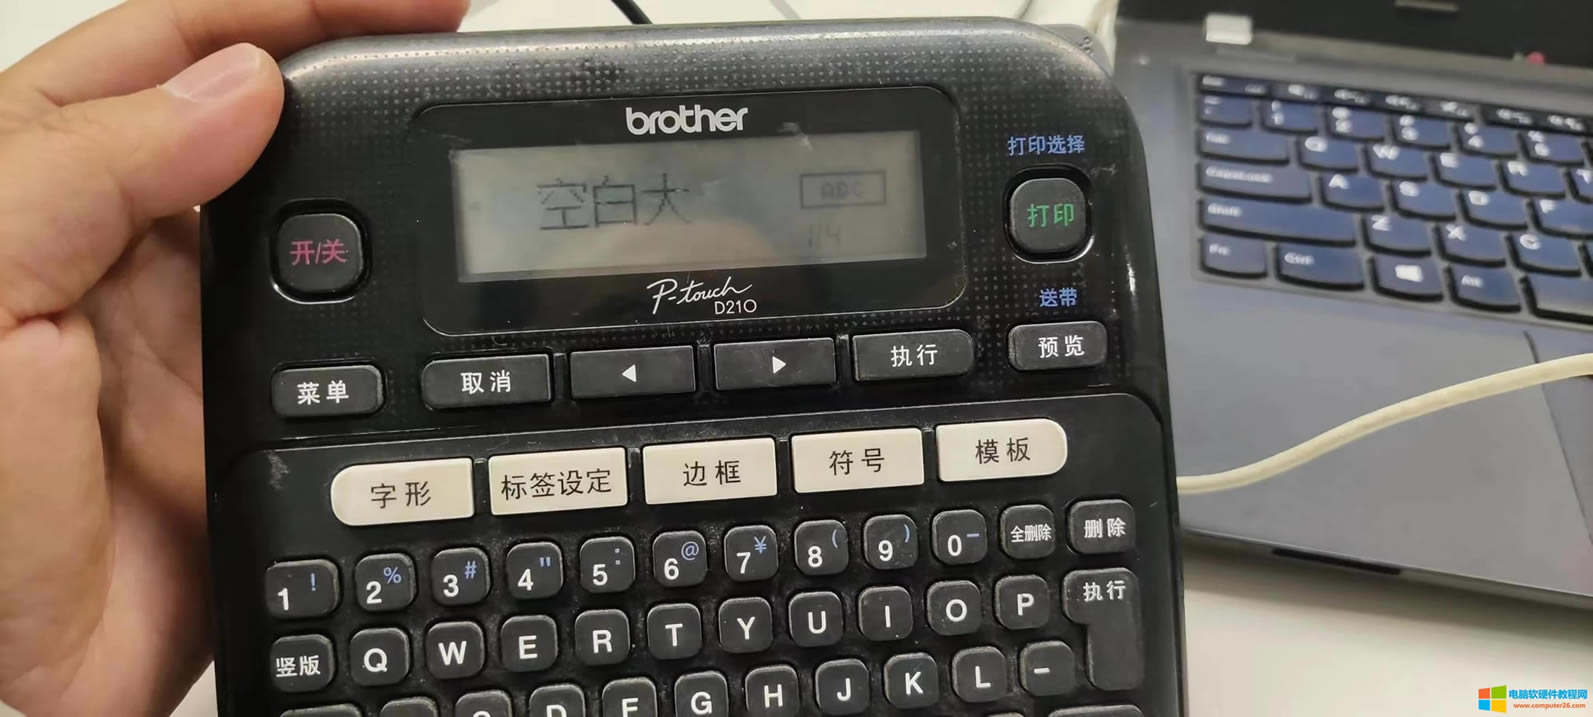 brother
空白大
ABC
1/4
P-touch
D210
打印选择
开/关
打印
送带
菜单
取消
执行
预览
字形
标签设定
边框
符号
模板
1 ! 2 % 3 # 4 " 5 : 6 @ 7 ¥ 8 ( 9 ) 0 - 全删除 删除
竖版 Q W E R T Y U I O P 执行
D F G H J K L -
电脑软硬件教程网
www.computer26.com